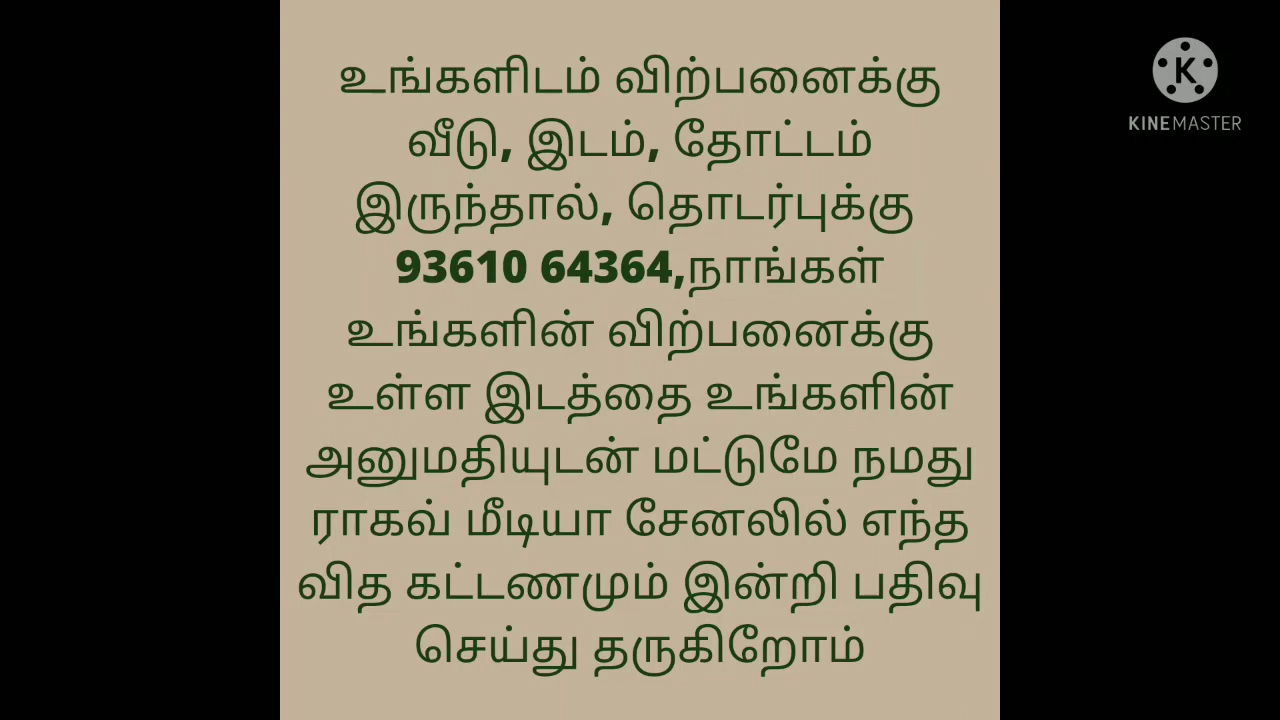 உங்களிடம் விற்பனைக்கு
வீடு, இடம், தோட்டம்
இருந்தால், தொடர்புக்கு
93610 64364,நாங்கள்
உங்களின் விற்பனைக்கு
உள்ள இடத்தை உங்களின்
அனுமதியுடன் மட்டுமே நமது
ராகவ் மீடியா சேனலில் எந்த
வித கட்டணமும் இன்றி பதிவு
செய்து தருகிறோம்
K
KINEMASTER